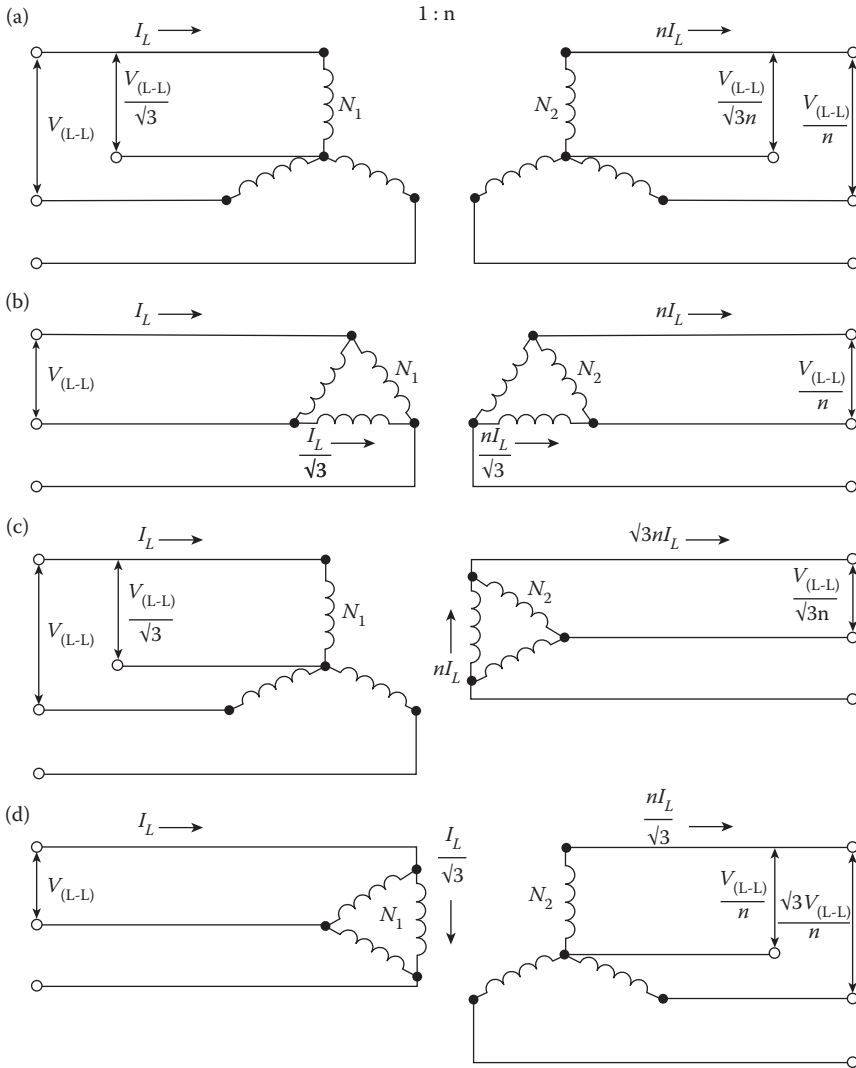 (a)
1 : n
I_L
nI_L
V_(L-L)
V_(L-L)
√3
N_1
N_2
V_(L-L)
√3n
V_(L-L)
n
(b)
I_L
nI_L
V_(L-L)
N_1
N_2
V_(L-L)
n
I_L
√3
nI_L
√3
(c)
I_L
√3nI_L
V_(L-L)
V_(L-L)
√3
N_1
N_2
nI_L
V_(L-L)
√3n
(d)
I_L
I_L
√3
nI_L
√3
V_(L-L)
N_1
N_2
V_(L-L)
n
√3V_(L-L)
n